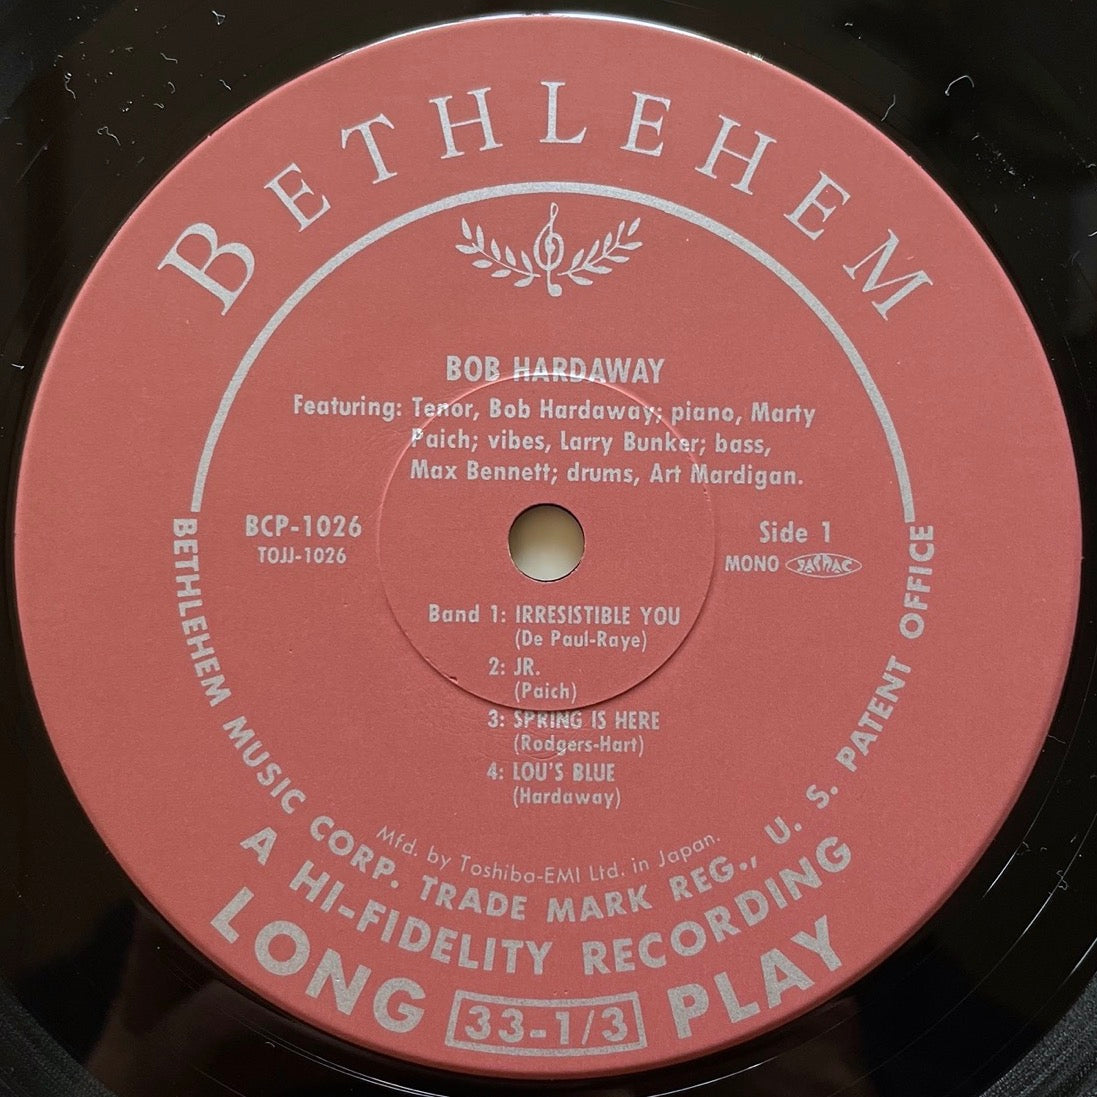 BETHLEHEM
BOB HARDAWAY
Featuring: Tenor, Bob Hardaway; piano, Marty
Paich; vibes, Larry Bunker; bass,
Max Bennett; drums, Art Mardigan.
BCP-1026
TOJJ-1026
Side 1
MONO JASRAC
Band 1: IRRESISTIBLE YOU
(De Paul-Raye)
2: JR.
(Paich)
3: SPRING IS HERE
(Rodgers-Hart)
4: LOU'S BLUE
(Hardaway)
Mfd. by Toshiba-EMI Ltd. in Japan.
BETHLEHEM MUSIC CORP. TRADE MARK REG., U. S. PATENT OFFICE
A HI-FIDELITY RECORDING
LONG 33-1/3 PLAY